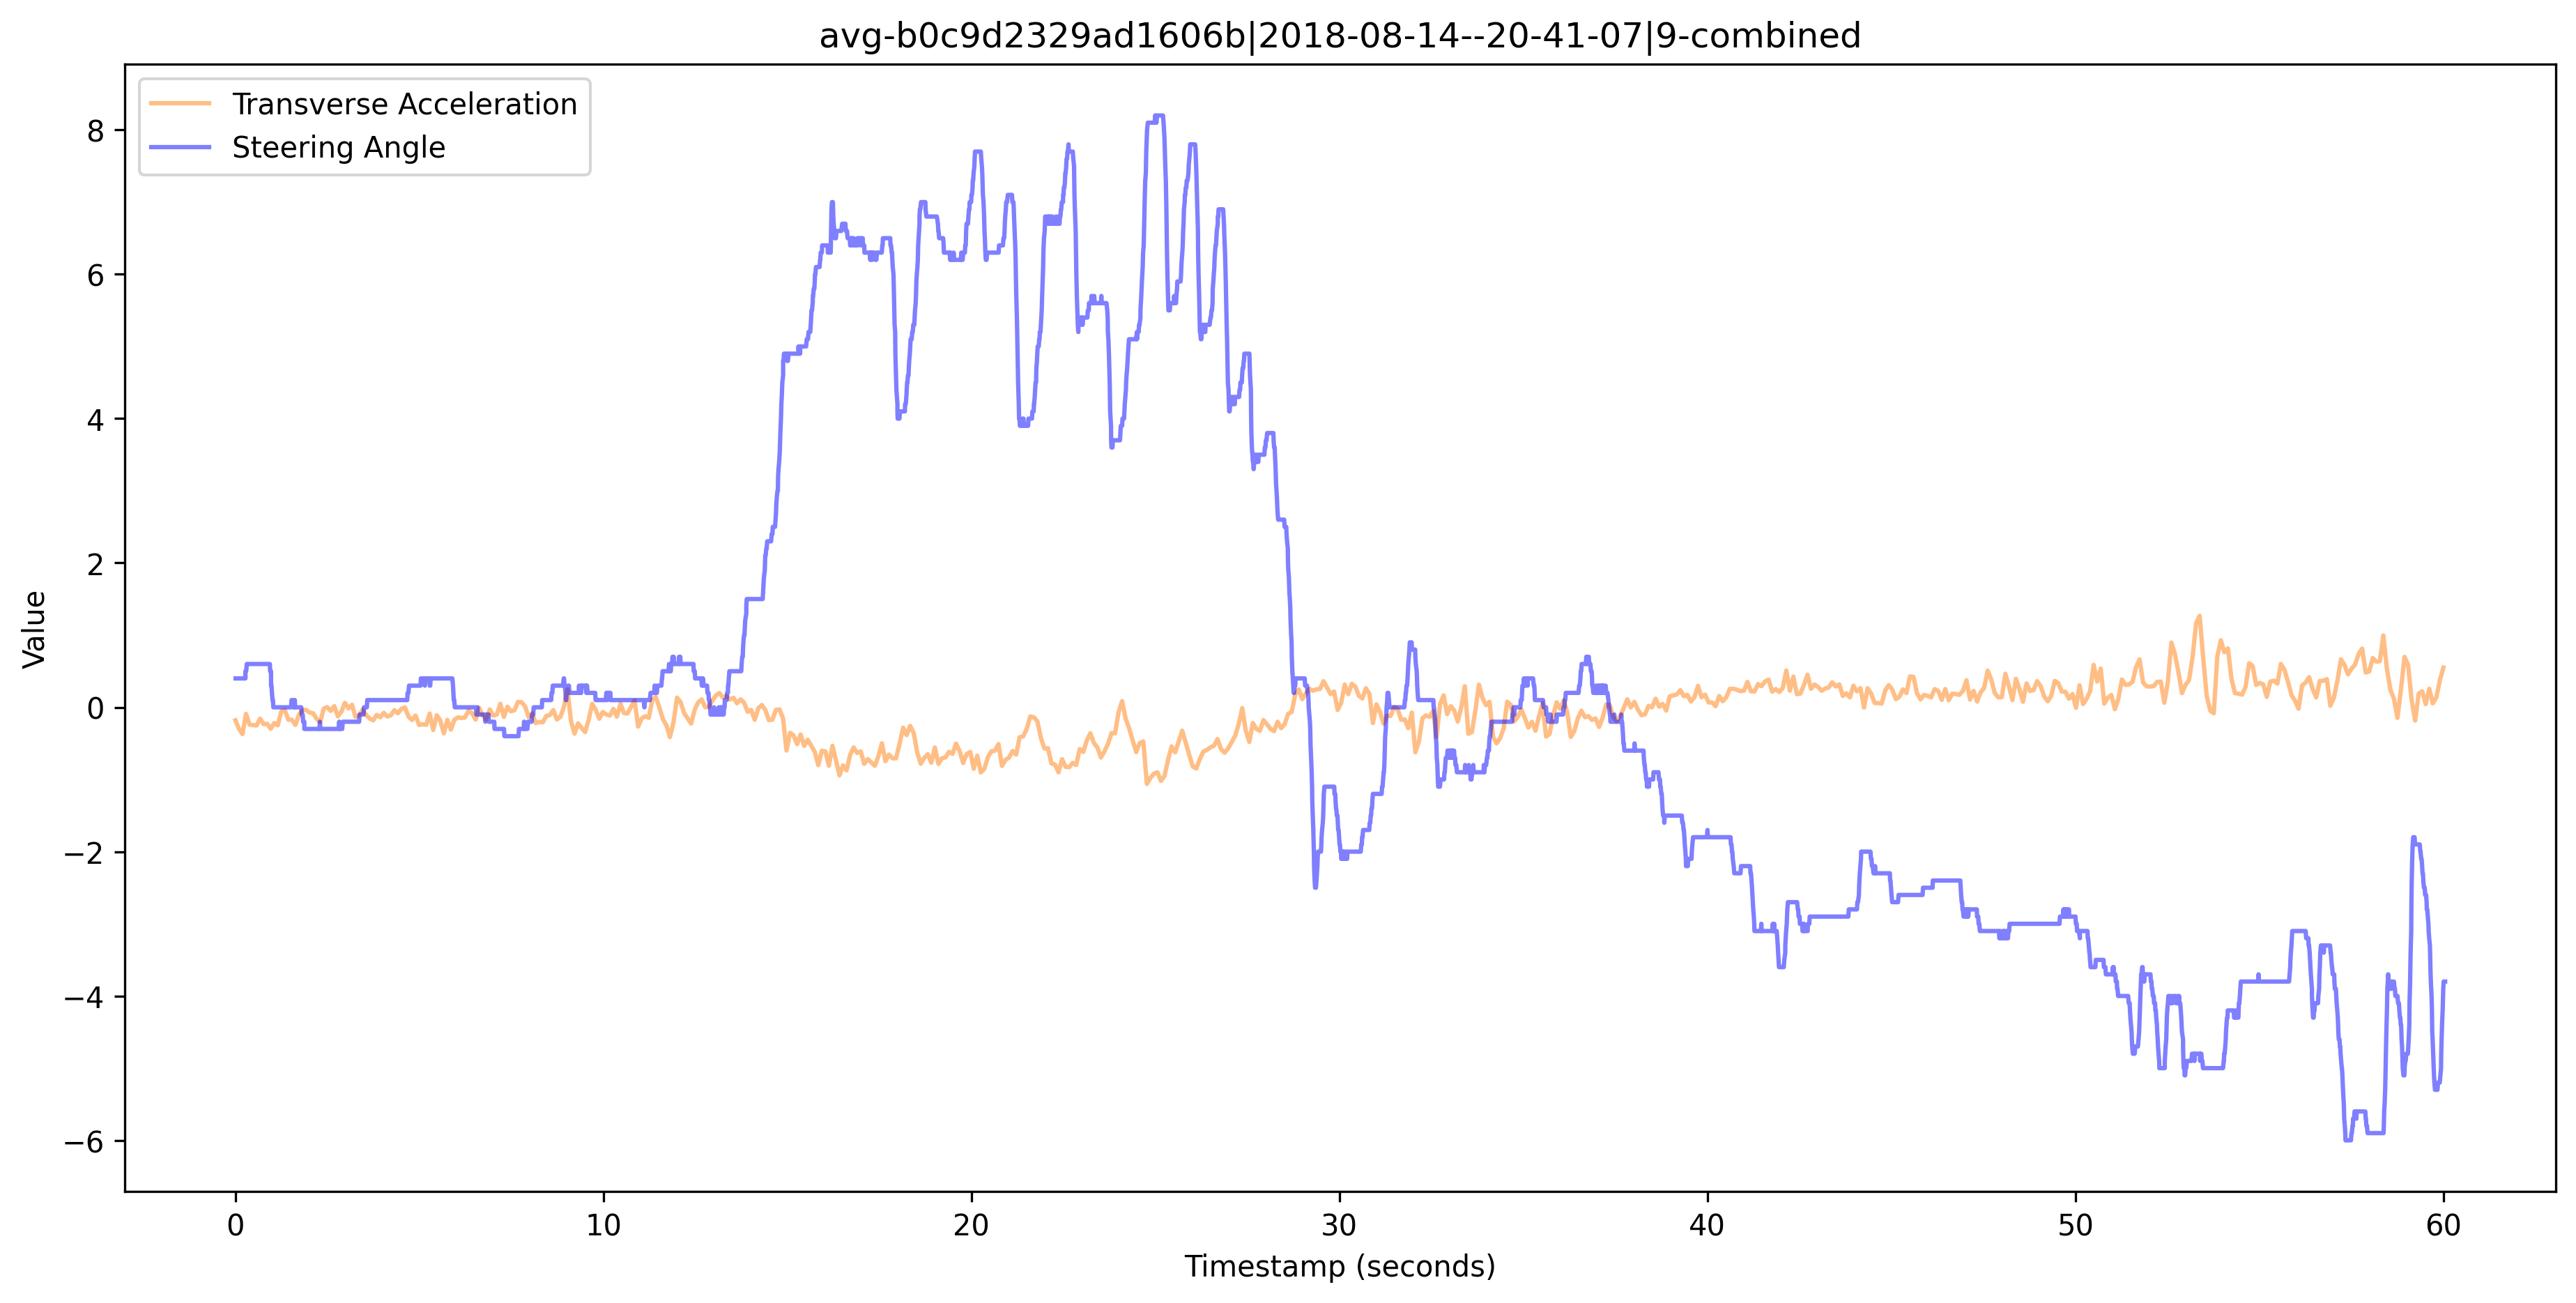 avg-b0c9d2329ad1606b|2018-08-14--20-41-07|9-combined
Transverse Acceleration
Steering Angle
Value
8
6
4
2
0
−2
−4
−6
0 10 20 30 40 50 60
Timestamp (seconds)